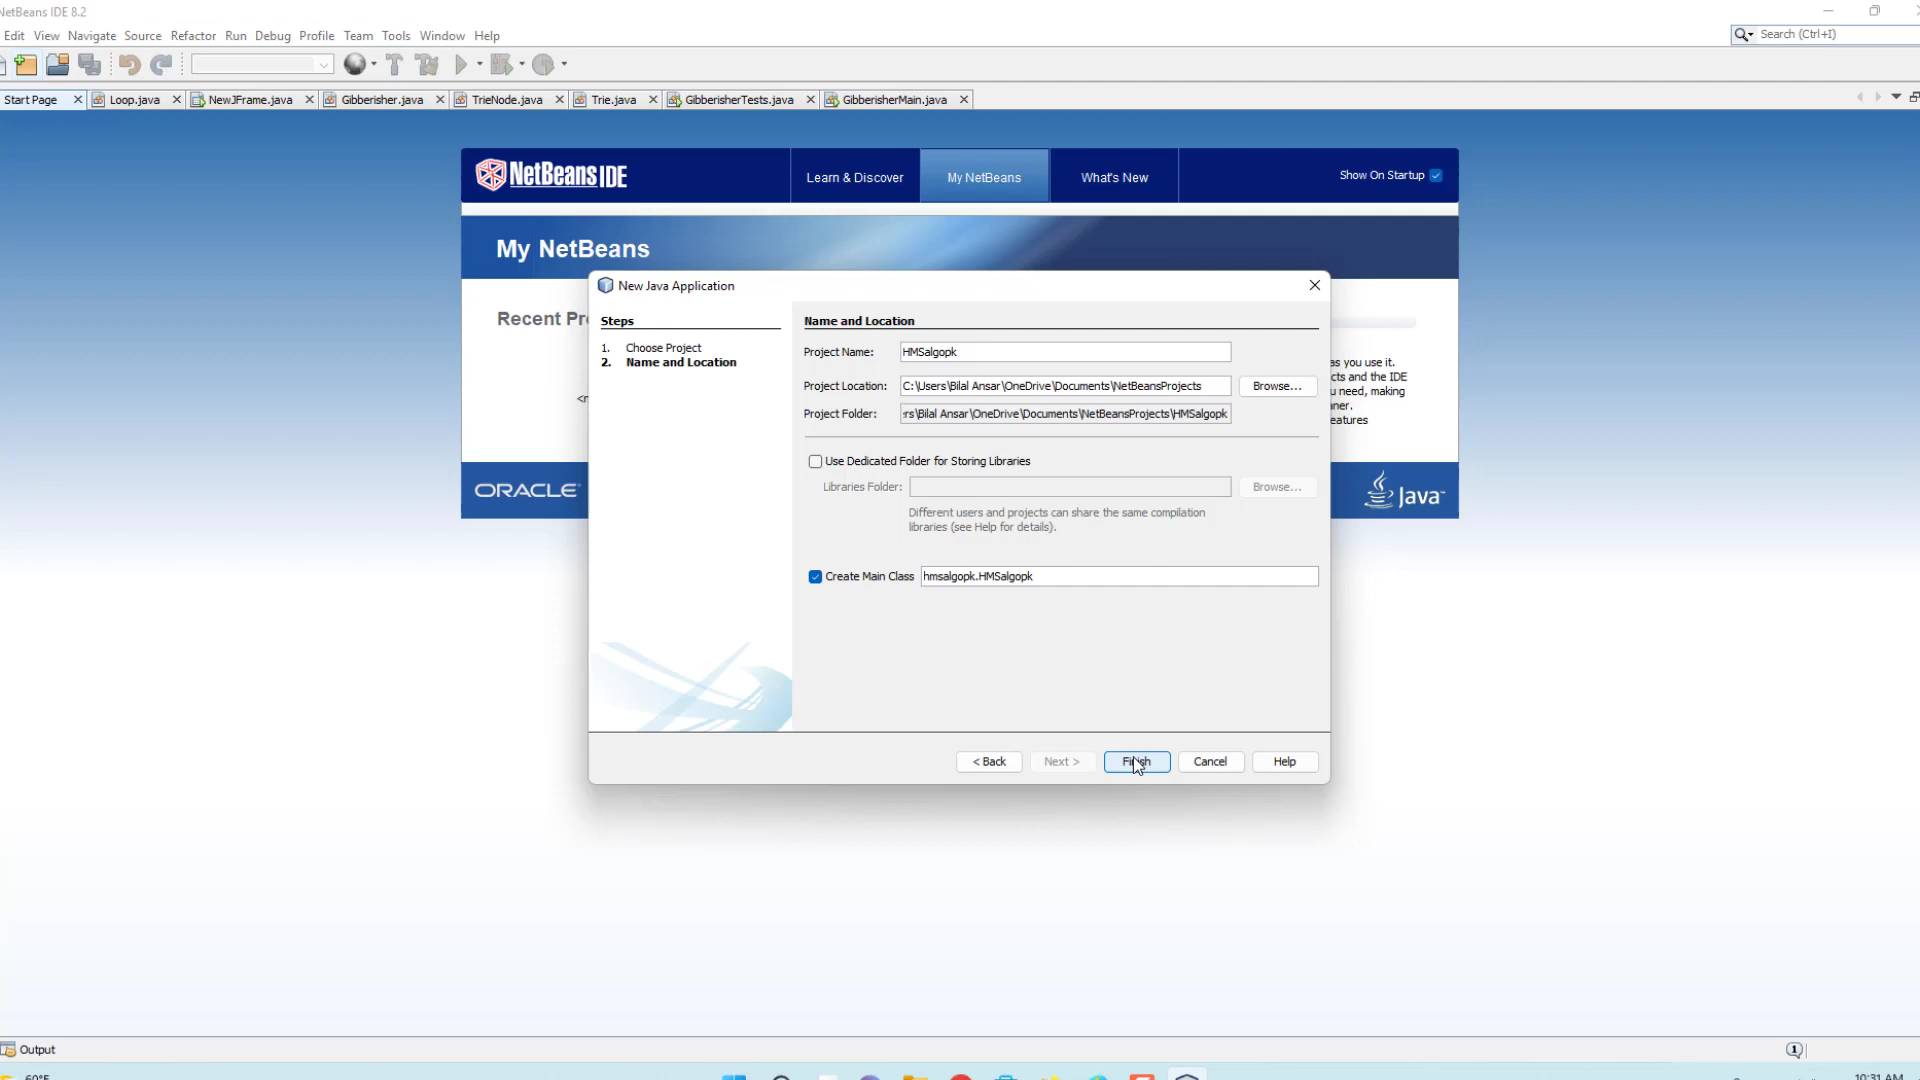 NetBeans IDE 8.2
Edit View Navigate Source Refactor Run Debug Profile Team Tools Window Help
Search (Ctrl+I)
Start Page Loop.java NewJFrame.java Gibberisher.java TrieNode.java Trie.java GibberisherTests.java GibberisherMain.java
NetBeans IDE Learn & Discover My NetBeans What's New Show On Startup
My NetBeans
Recent Pr
as you use it.
cts and the IDE
u need, making
ner.
eatures
ORACLE
Java
New Java Application
Steps
1. Choose Project
2. Name and Location
Name and Location
Project Name: HMSalgopk
Project Location: C:\Users\Bilal Ansar\OneDrive\Documents\NetBeansProjects Browse...
Project Folder: rs\Bilal Ansar\OneDrive\Documents\NetBeansProjects\HMSalgopk
Use Dedicated Folder for Storing Libraries
Libraries Folder: Browse...
Different users and projects can share the same compilation
libraries (see Help for details).
Create Main Class hmsalgopk.HMSalgopk
< Back Next > Finish Cancel Help
Output
1
60°F
10:31 AM